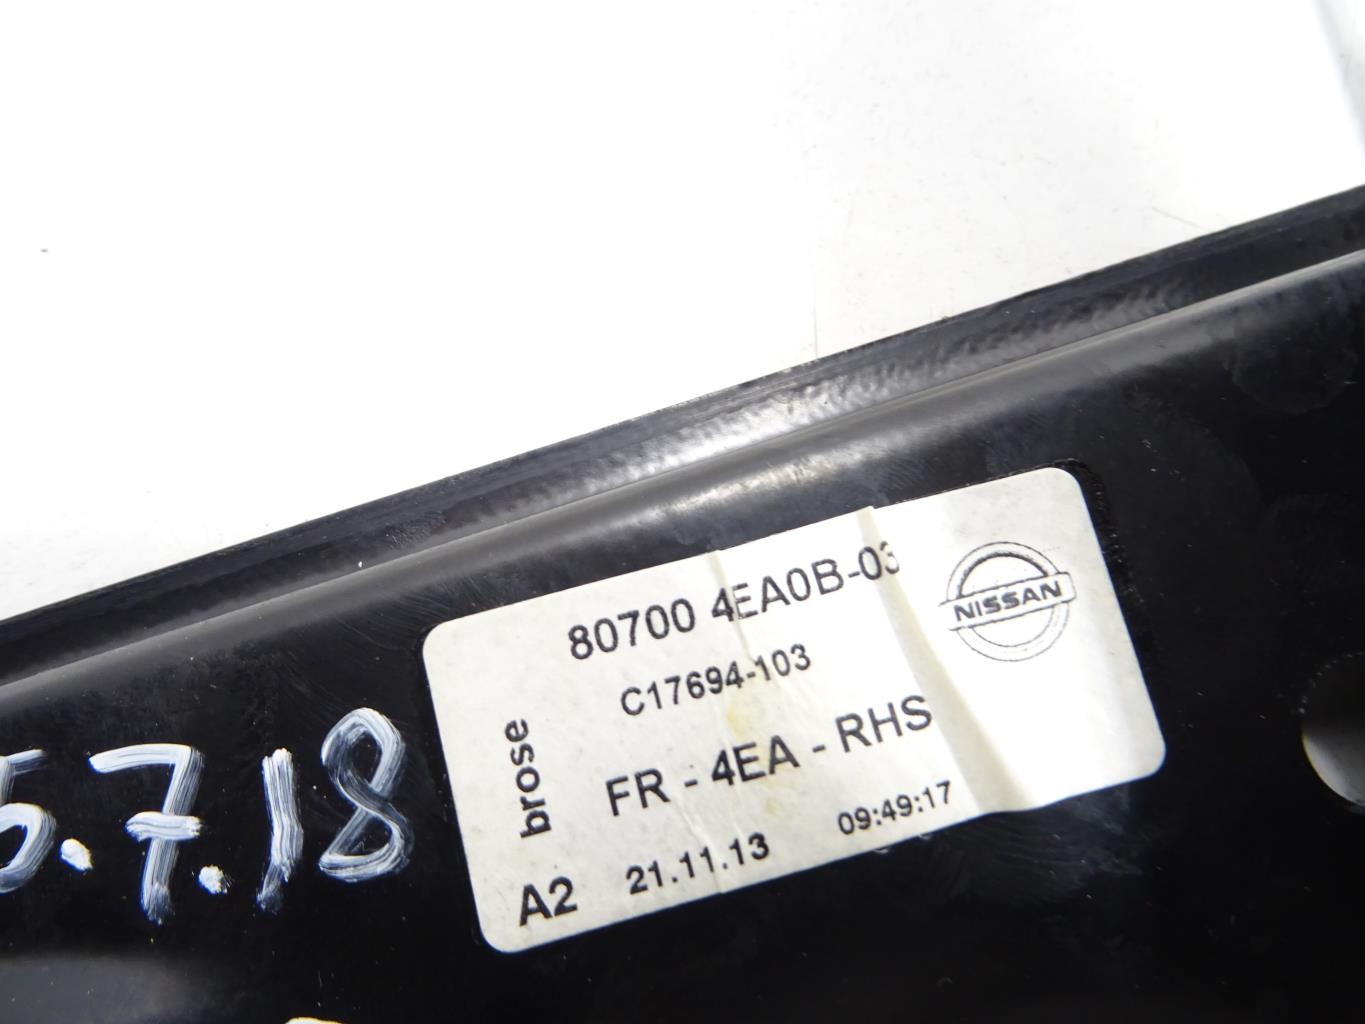 80700 4EA0B-03
NISSAN
C17694-103
brose
FR - 4EA - RHS
A2
21.11.13 09:49:17
5.7.18